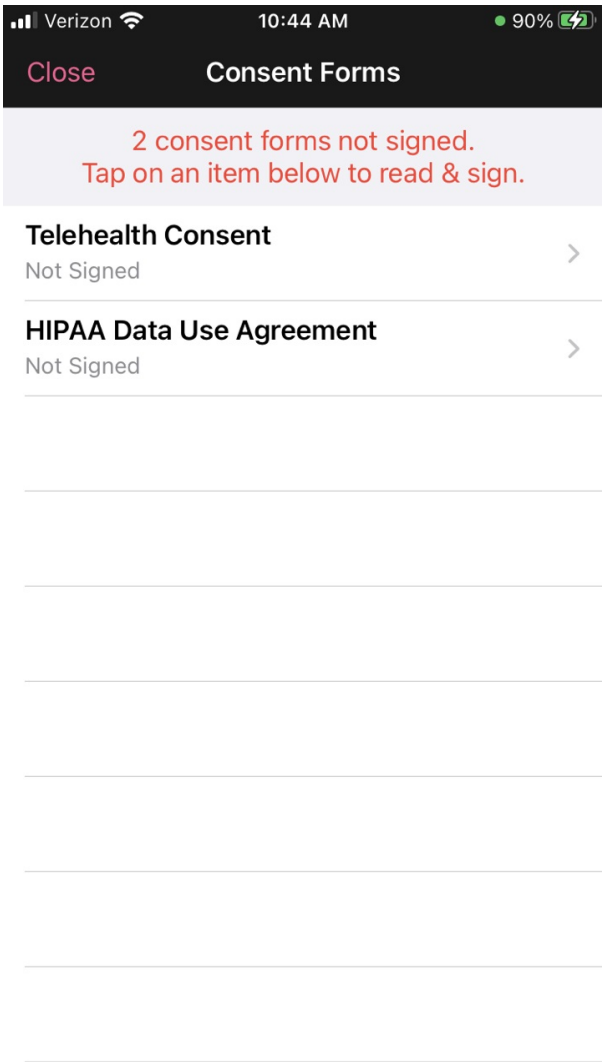 Verizon 10:44 AM 90%
Close Consent Forms
2 consent forms not signed.
Tap on an item below to read & sign.
Telehealth Consent
Not Signed
HIPAA Data Use Agreement
Not Signed